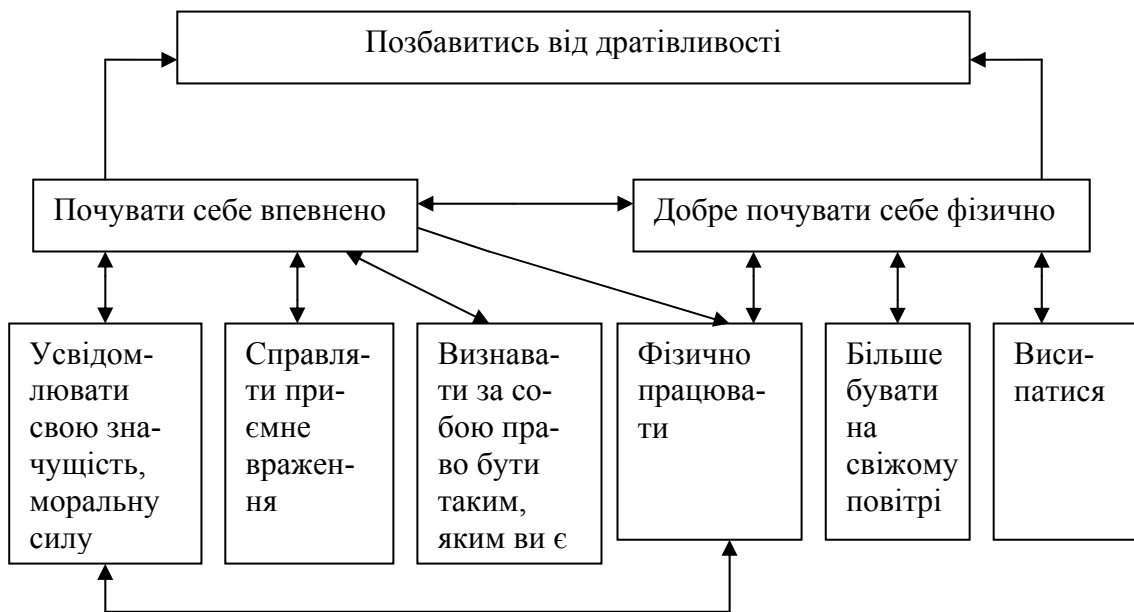 Позбавитись від дратівливості
Почувати себе впевнено
Добре почувати себе фізично
Усвідом-
лювати
свою зна-
чущість,
моральну
силу
Справля-
ти при-
ємне
вражен-
ня
Визнава-
ти за со-
бою пра-
во бути
таким,
яким ви є
Фізично
працюва-
ти
Більше
бувати
на
свіжому
повітрі
Виси-
патися